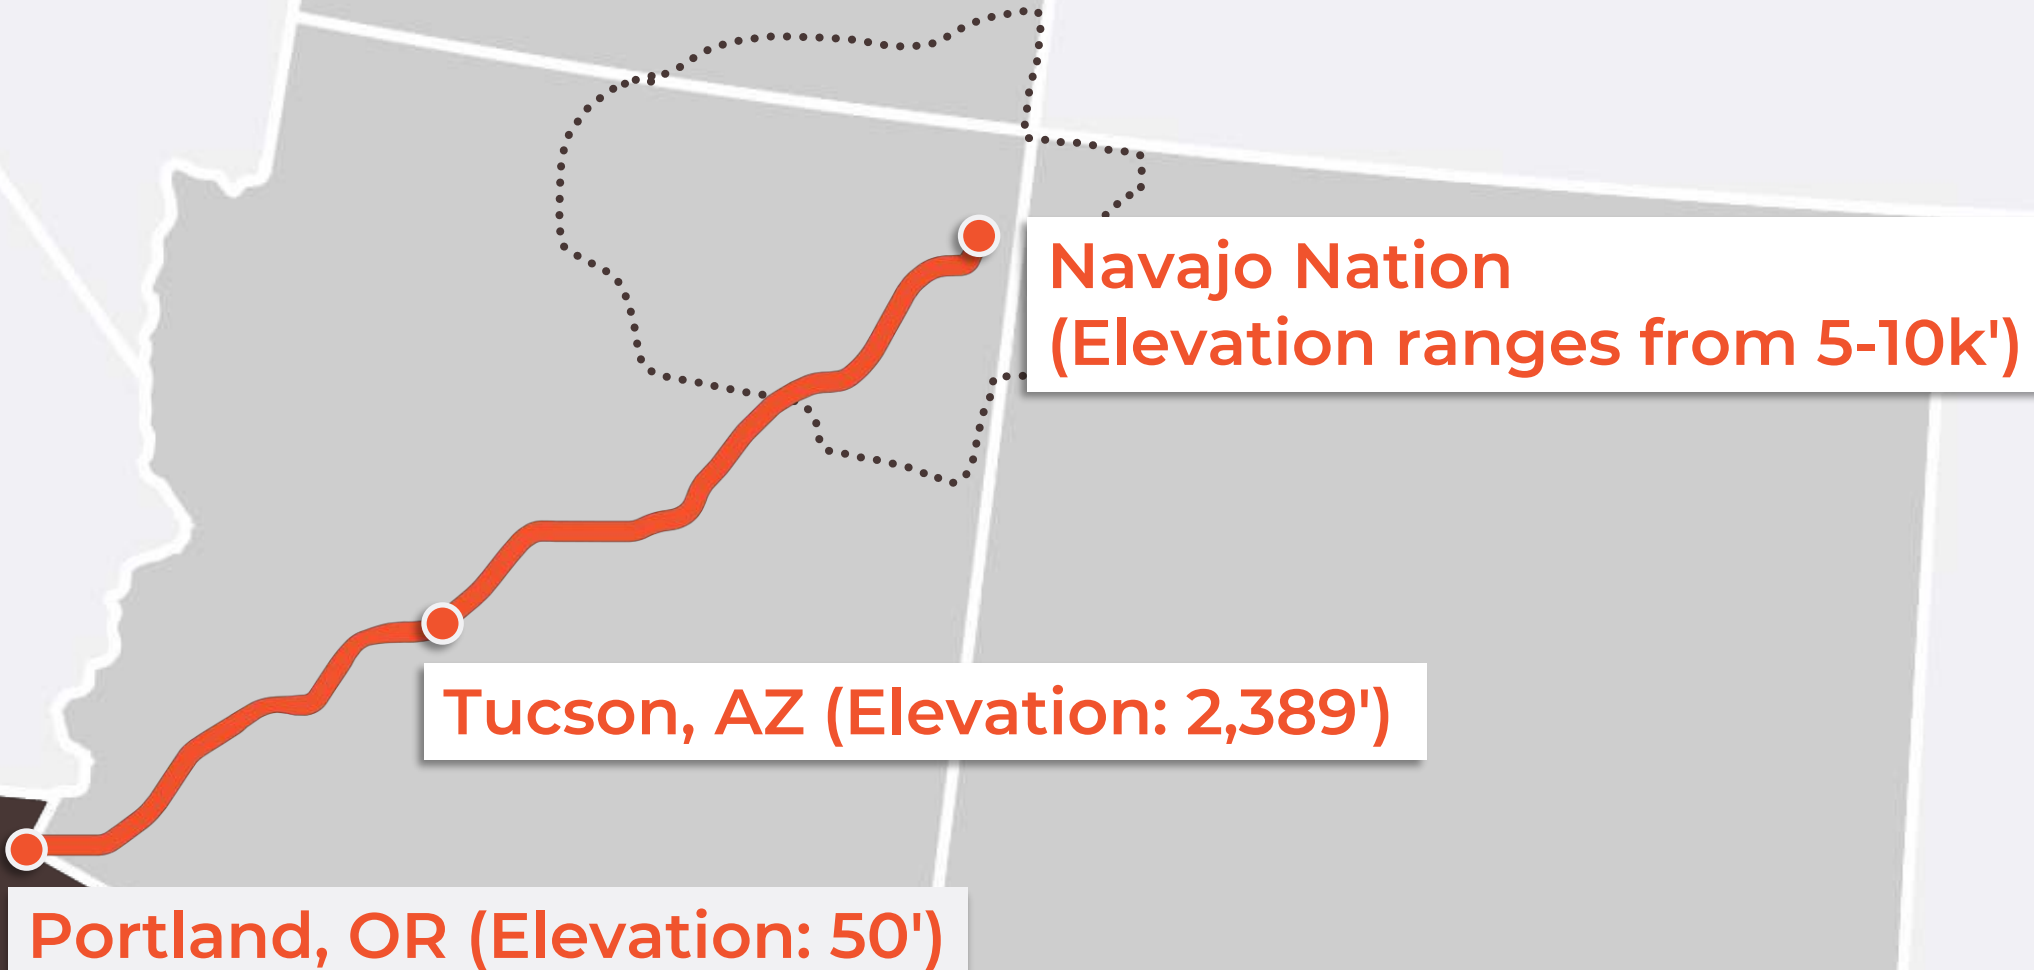 Navajo Nation
(Elevation ranges from 5-10k')
Tucson, AZ (Elevation: 2,389')
Portland, OR (Elevation: 50')